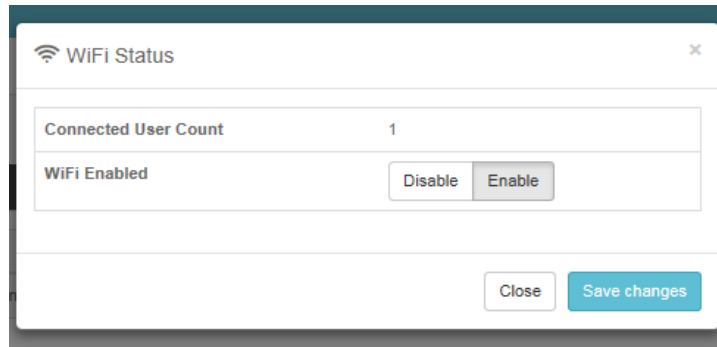 WiFi Status
×
Connected User Count 1
WiFi Enabled Disable Enable
Close Save changes